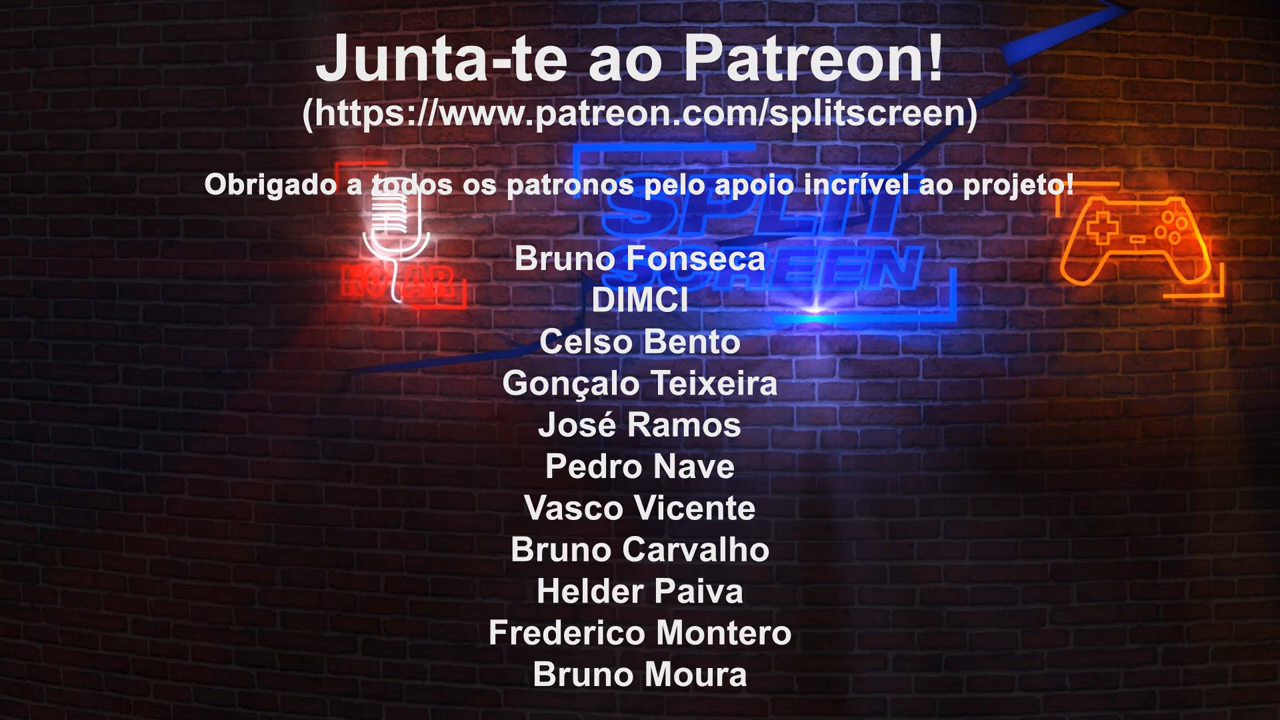 Junta-te ao Patreon!
(https://www.patreon.com/splitscreen)
Obrigado a todos os patronos pelo apoio incrível ao projeto!
SPLIT
SCREEN
Bruno Fonseca
DIMCI
Celso Bento
Gonçalo Teixeira
José Ramos
Pedro Nave
Vasco Vicente
Bruno Carvalho
Helder Paiva
Frederico Montero
Bruno Moura